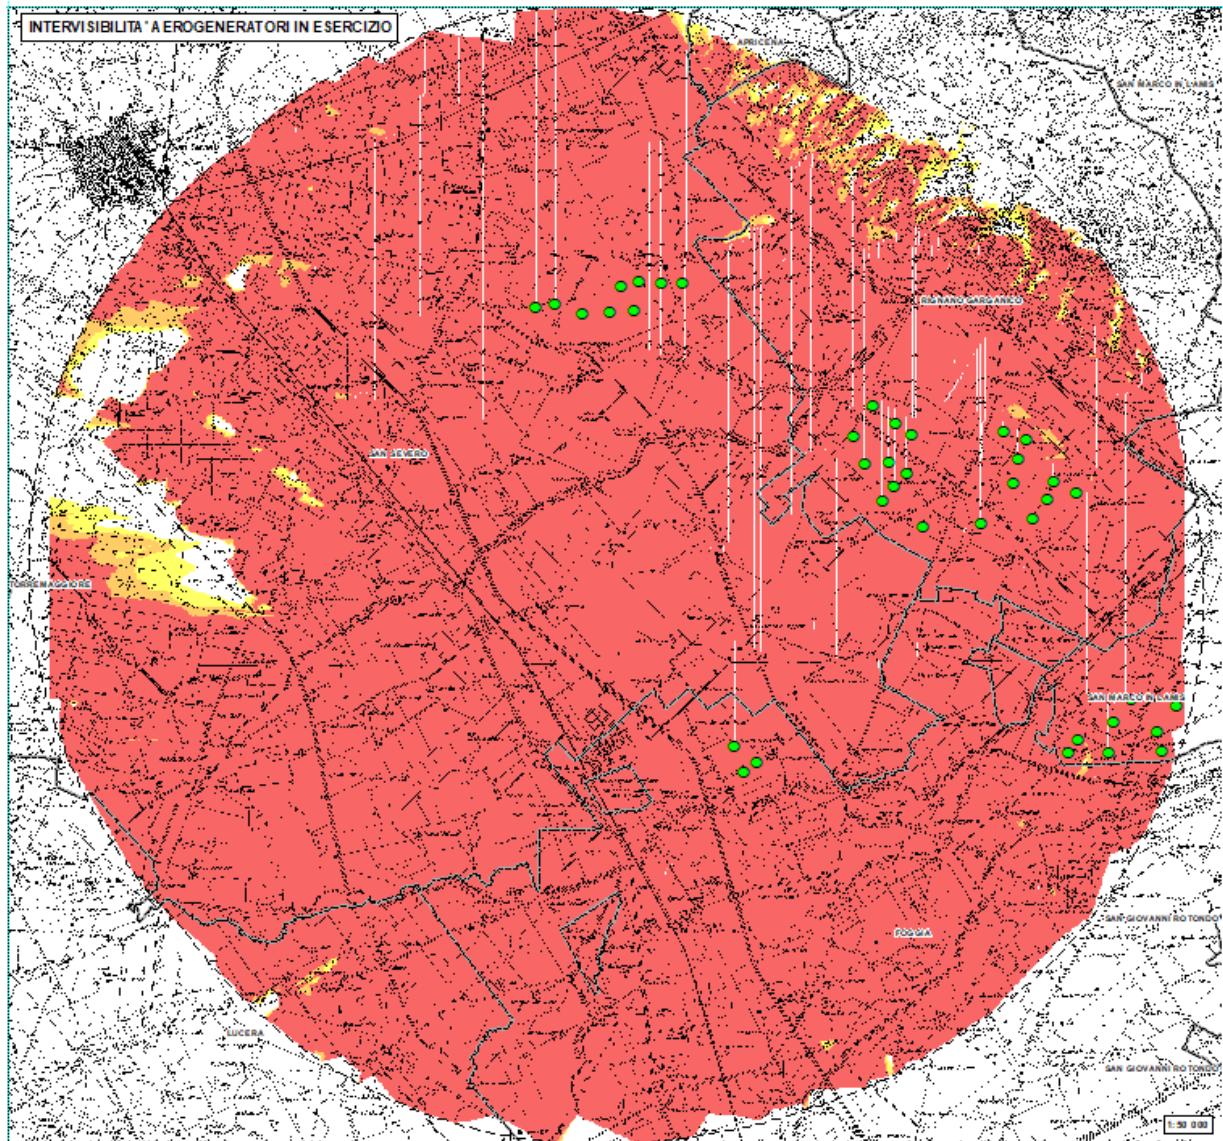 INTERVISIBILITA' AEROGENERATORI IN ESERCIZIO
APRICENA
SAN MARCO IN LAMIS
RIGNANO GARGANICO
SAN SEVERO
TORREMAGGIORE
SAN MARCO IN LAMIS
SAN GIOVANNI ROTONDO
FOGGIA
LUCERA
SAN GIOVANNI ROTONDO
1:50 000